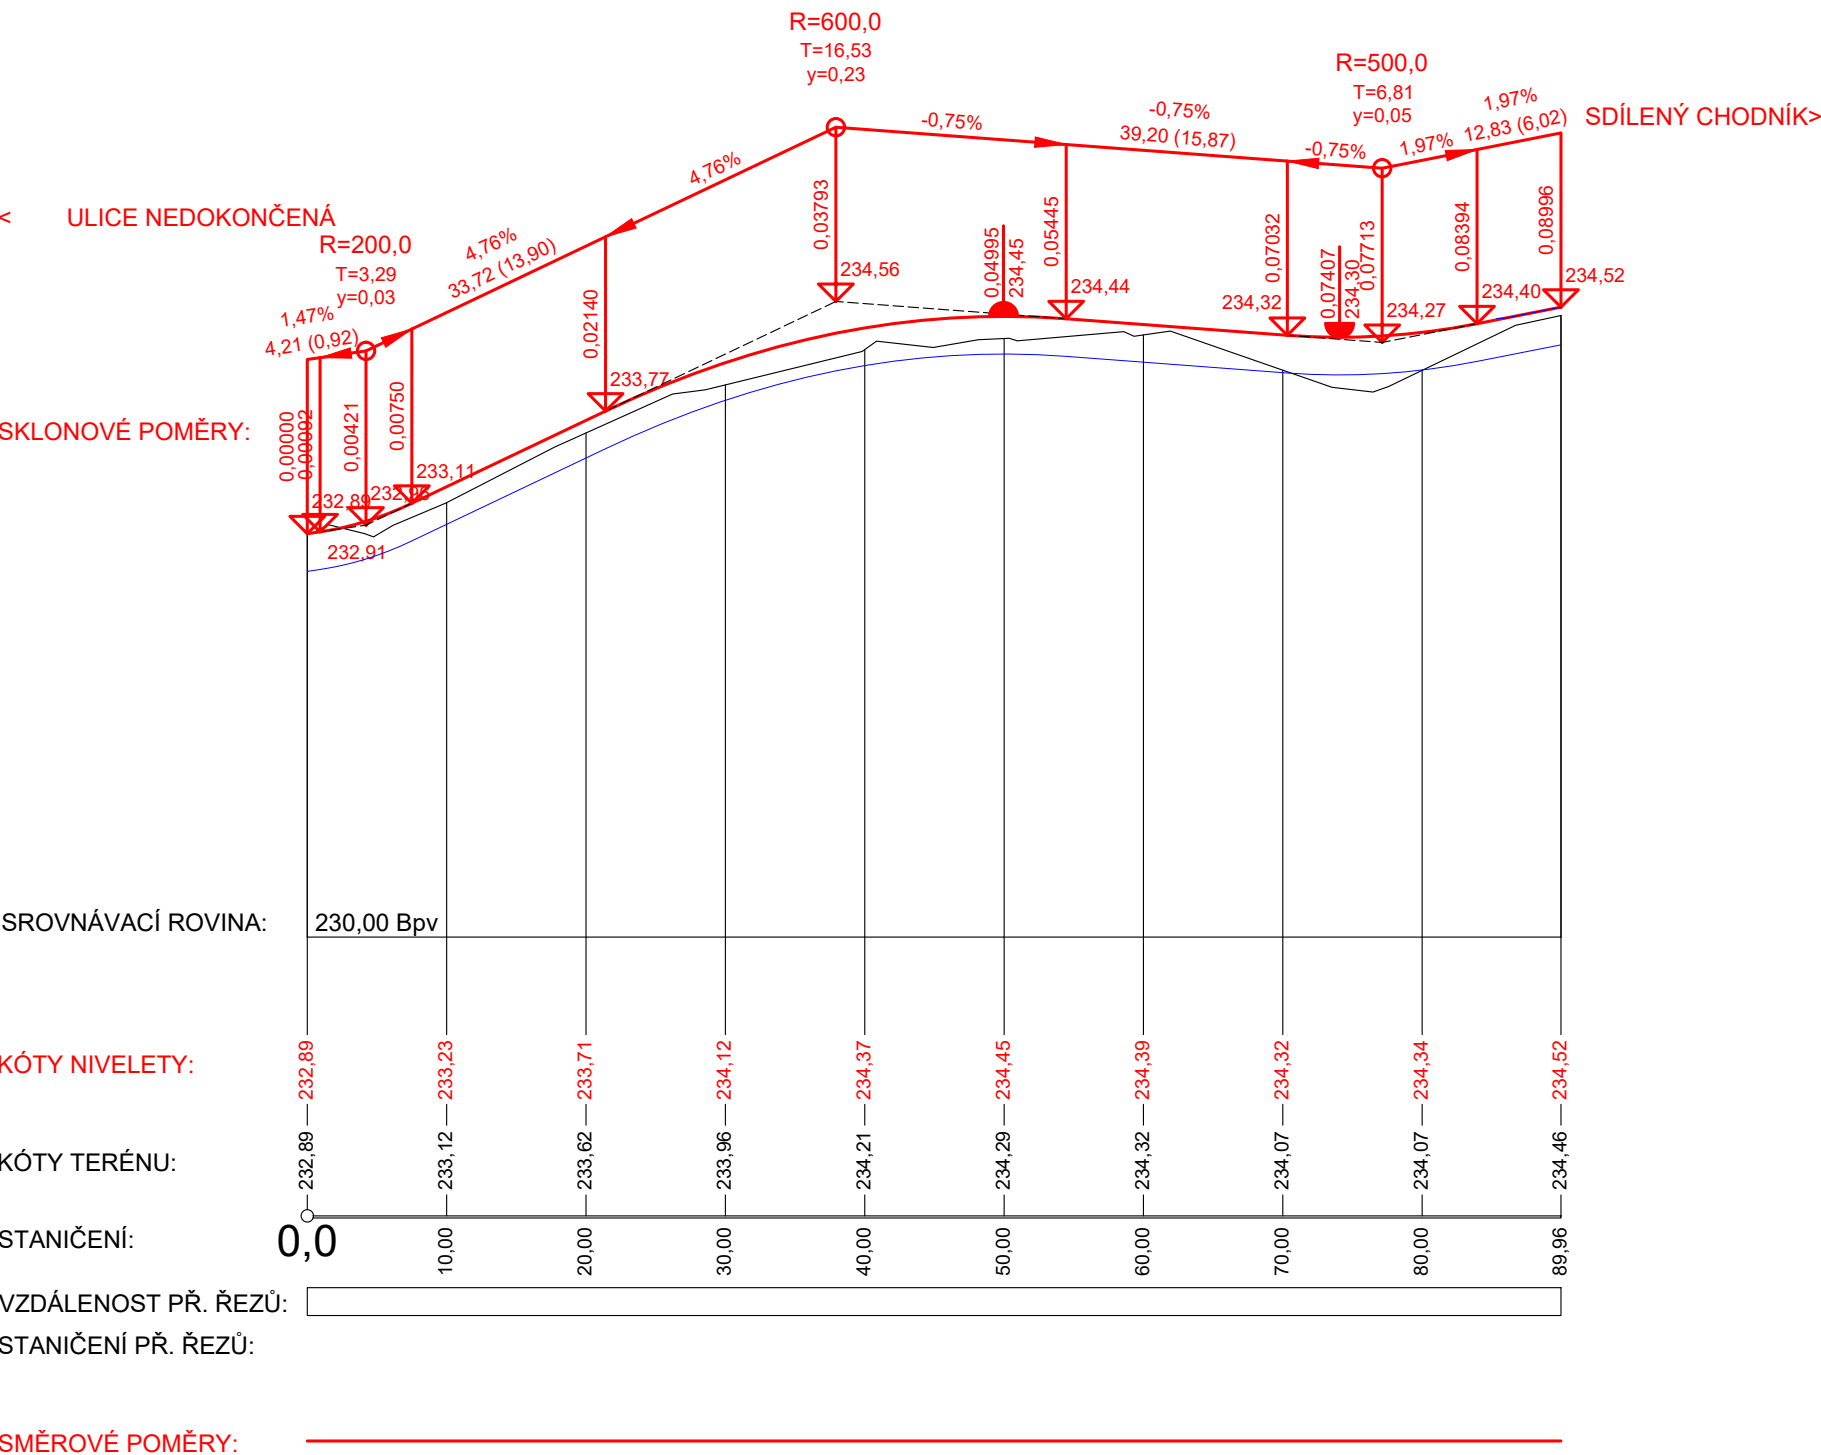 R=600,0
T=16,53
y=0,23
R=500,0
T=6,81
y=0,05
SDÍLENÝ CHODNÍK>
< ULICE NEDOKONČENÁ
R=200,0
T=3,29
y=0,03
1,47%
4,21 (0,92)
4,76%
33,72 (13,90)
4,76%
-0,75%
-0,75%
39,20 (15,87)
-0,75%
1,97%
1,97%
12,83 (6,02)
SKLONOVÉ POMĚRY:
0,00000
0,00092
0,00421
0,00750
0,02140
0,03793
0,04995
234,45
0,05445
0,07032
0,07407
234,30
0,07713
0,08394
0,08996
232,89
232,91
232,96
233,11
233,77
234,56
234,44
234,32
234,27
234,40
234,52
SROVNÁVACÍ ROVINA: 230,00 Bpv
KÓTY NIVELETY: 232,89 233,23 233,71 234,12 234,37 234,45 234,39 234,32 234,34 234,52
KÓTY TERÉNU: 232,89 233,12 233,62 233,96 234,21 234,29 234,32 234,07 234,07 234,46
STANIČENÍ: 0,0 10,00 20,00 30,00 40,00 50,00 60,00 70,00 80,00 89,96
VZDÁLENOST PŘ. ŘEZŮ:
STANIČENÍ PŘ. ŘEZŮ:
SMĚROVÉ POMĚRY: